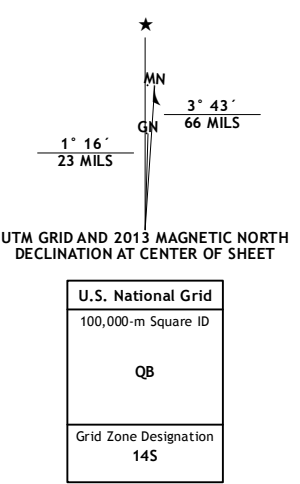 ★
MN
3° 43´
66 MILS
GN
1° 16´
23 MILS
UTM GRID AND 2013 MAGNETIC NORTH
DECLINATION AT CENTER OF SHEET
U.S. National Grid
100,000-m Square ID
QB
Grid Zone Designation
14S